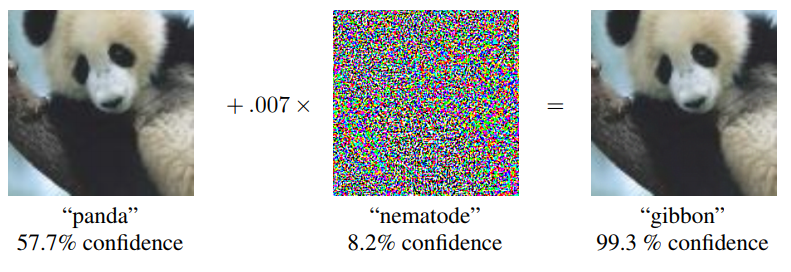 + .007 ×
=
“panda”
57.7% confidence
“nematode”
8.2% confidence
“gibbon”
99.3 % confidence